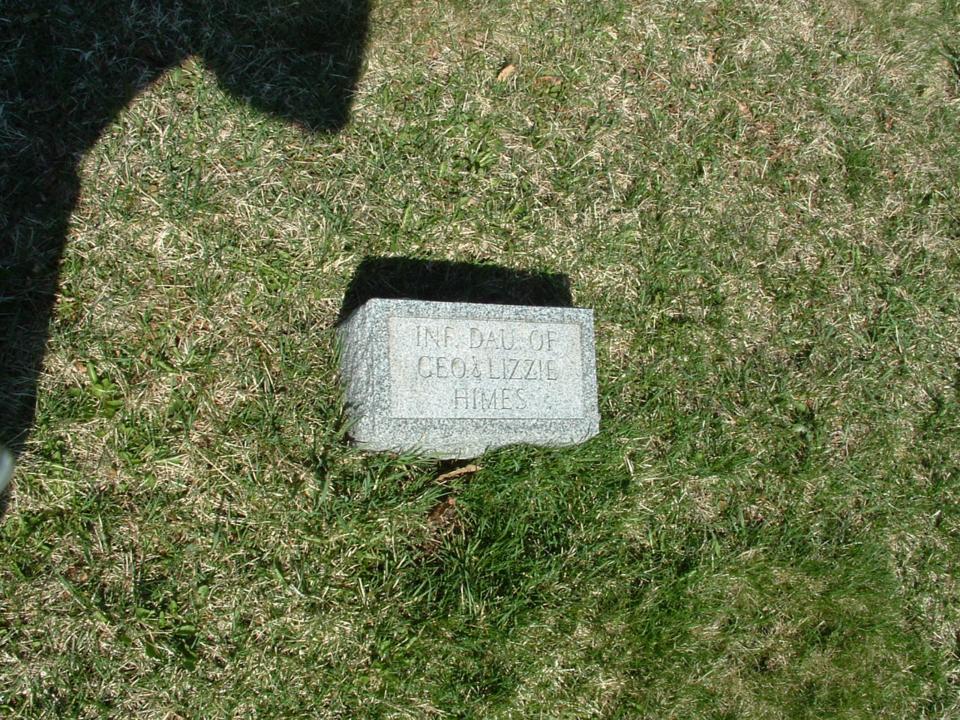 INF. DAU. OF
GEO & LIZZIE
HIMES